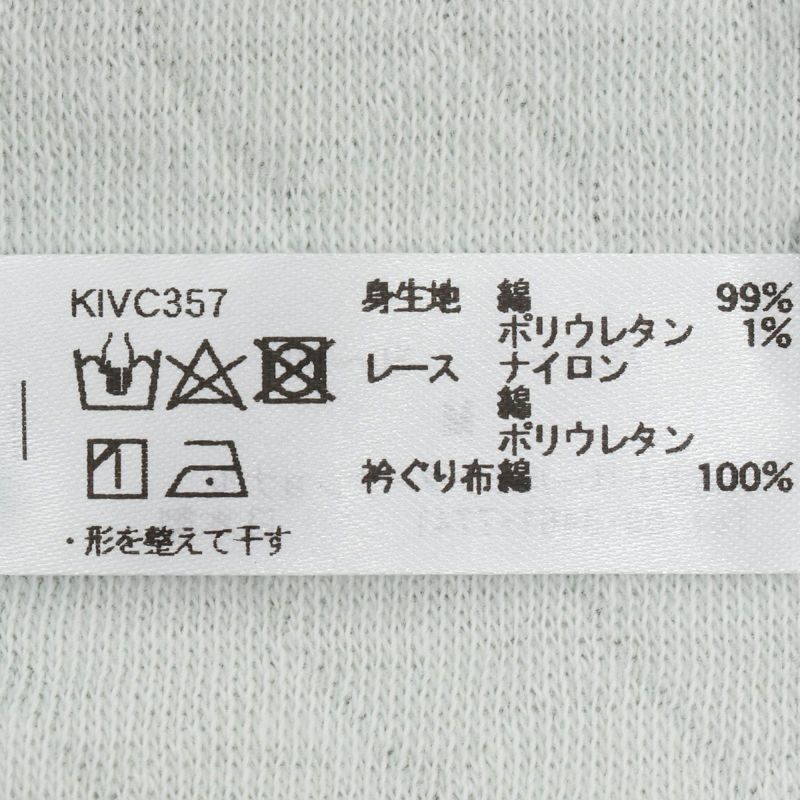 KIVC357
身生地 綿 99%
ポリウレタン 1%
レース ナイロン
綿
ポリウレタン
衿ぐり布綿 100%
・形を整えて干す